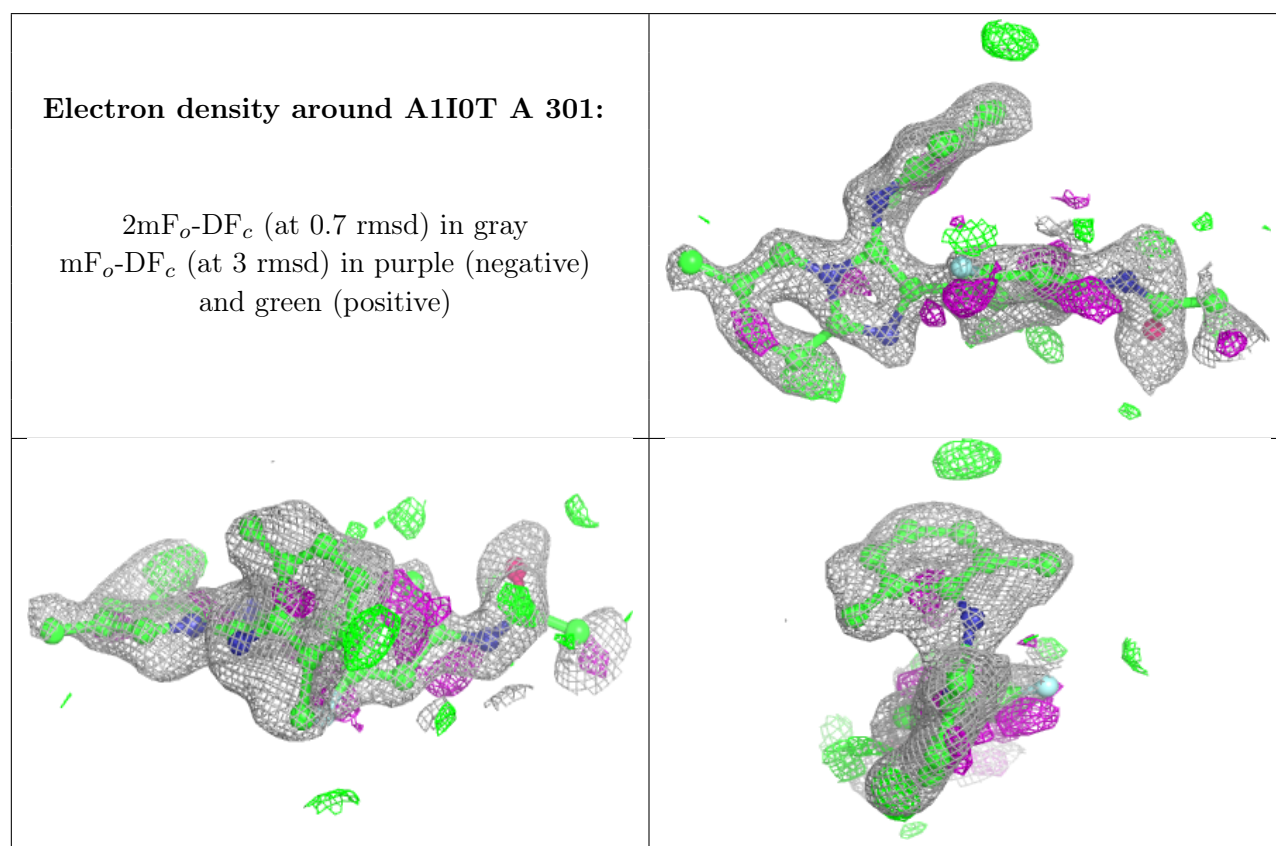 Electron density around A1I0T A 301:
2mFo-DFc (at 0.7 rmsd) in gray
mFo-DFc (at 3 rmsd) in purple (negative)
and green (positive)